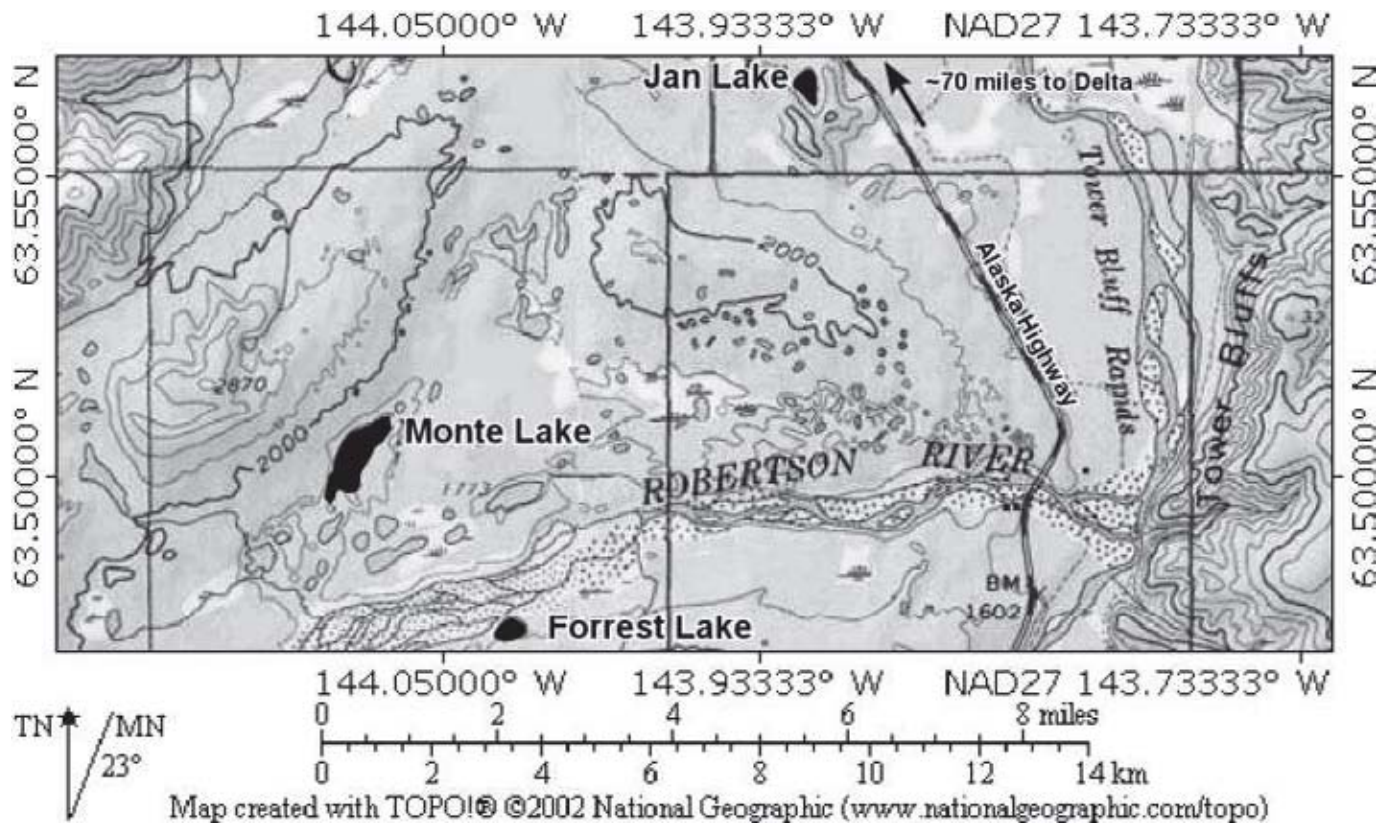 144.05000° W 143.93333° W NAD27 143.73333° W
63.55000° N
63.55000° N
Jan Lake
~70 miles to Delta
Tower Bluff Rapids
2000
Alaska Highway
Tower Bluffs
2870
63.50000° N
63.50000° N
Monte Lake
2000
ROBERTSON RIVER
1773
BM
1602
Forrest Lake
144.05000° W 143.93333° W NAD27 143.73333° W
TN MN
23°
0 2 4 6 8 miles
0 2 4 6 8 10 12 14 km
Map created with TOPO!® ©2002 National Geographic (www.nationalgeographic.com/topo)